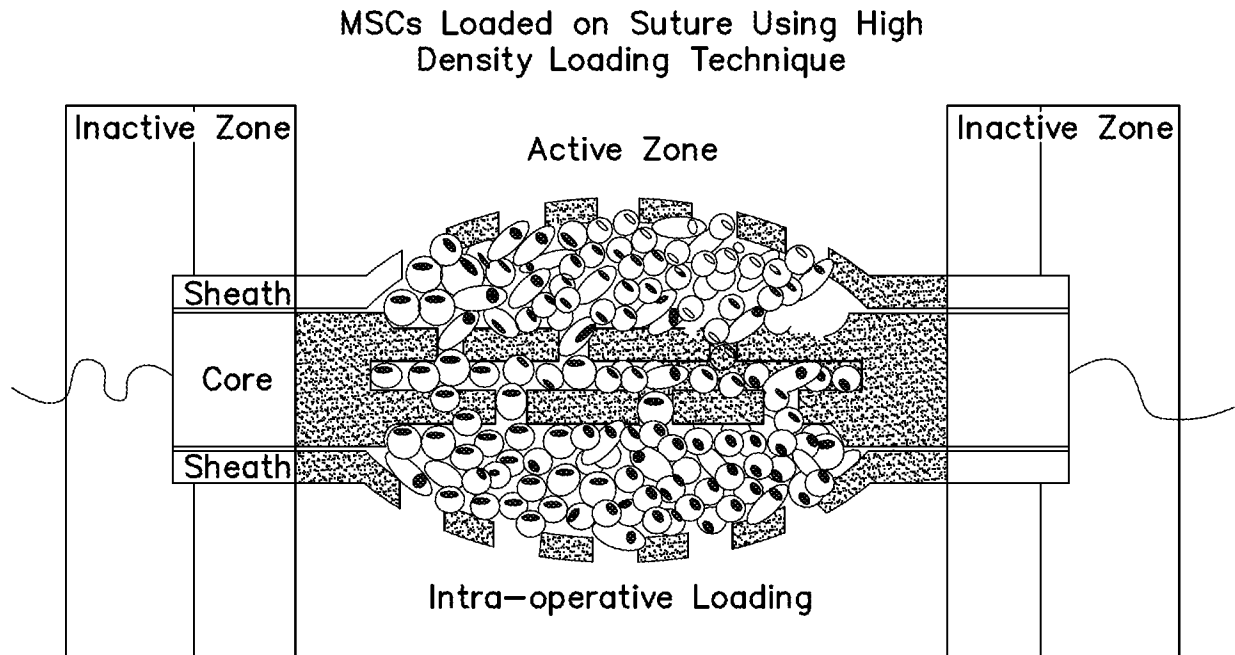 MSCs Loaded on Suture Using High
Density Loading Technique
Inactive Zone
Inactive Zone
Active Zone
Sheath
Core
Sheath
Intra-operative Loading